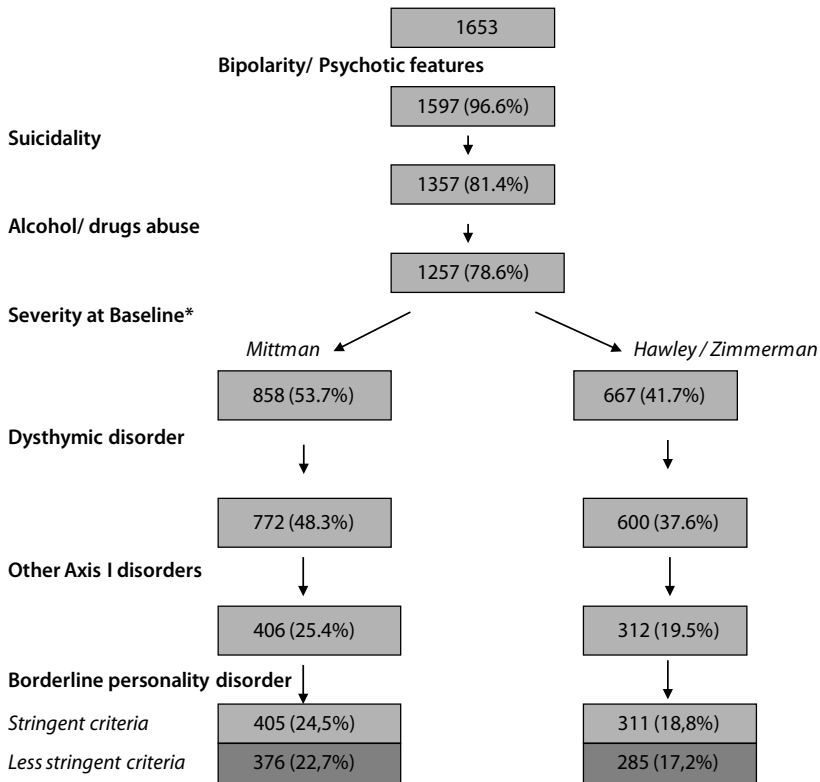 1653
Bipolarity/ Psychotic features
1597 (96.6%)
Suicidality
1357 (81.4%)
Alcohol/ drugs abuse
1257 (78.6%)
Severity at Baseline*
Mittman
Hawley / Zimmerman
858 (53.7%)
667 (41.7%)
Dysthymic disorder
772 (48.3%)
600 (37.6%)
Other Axis I disorders
406 (25.4%)
312 (19.5%)
Borderline personality disorder
Stringent criteria
405 (24,5%)
311 (18,8%)
Less stringent criteria
376 (22,7%)
285 (17,2%)